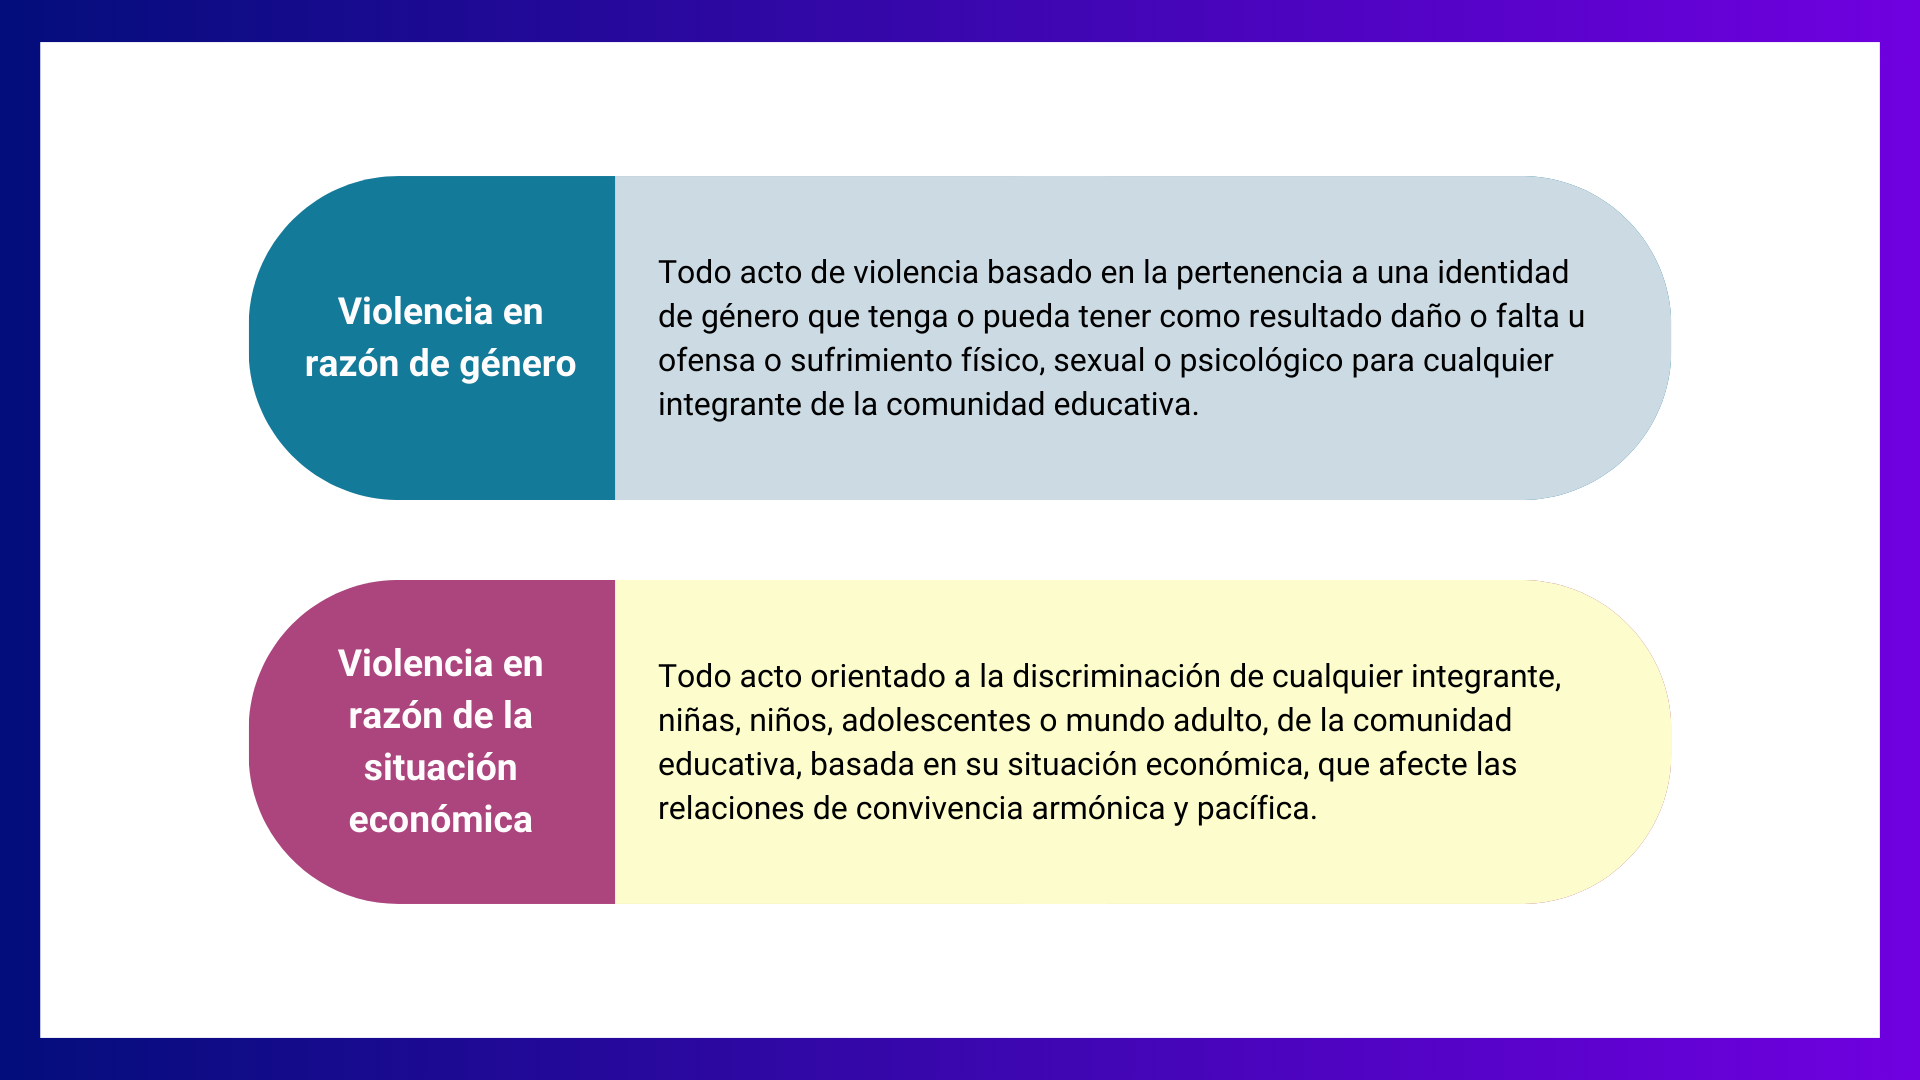 Violencia en
razón de género
Todo acto de violencia basado en la pertenencia a una identidad
de género que tenga o pueda tener como resultado daño o falta u
ofensa o sufrimiento físico, sexual o psicológico para cualquier
integrante de la comunidad educativa.
Violencia en
razón de la
situación
económica
Todo acto orientado a la discriminación de cualquier integrante,
niñas, niños, adolescentes o mundo adulto, de la comunidad
educativa, basada en su situación económica, que afecte las
relaciones de convivencia armónica y pacífica.